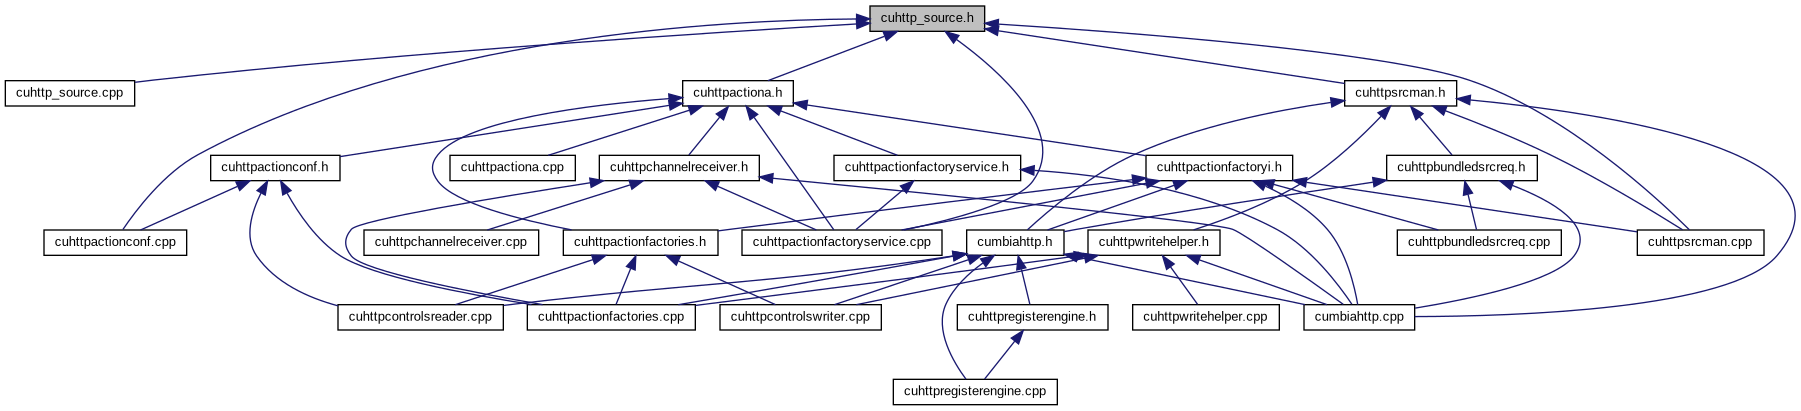 cuhttp_source.h
cuhttp_source.cpp
cuhttpactiona.h
cuhttpsrcman.h
cuhttpactionconf.h
cuhttpactiona.cpp
cuhttpchannelreceiver.h
cuhttpactionfactoryservice.h
cuhttpactionfactoryi.h
cuhttpbundledsrcreq.h
cuhttpactionconf.cpp
cuhttpchannelreceiver.cpp
cuhttpactionfactories.h
cuhttpactionfactoryservice.cpp
cumbiahttp.h
cuhttpwritehelper.h
cuhttpbundledsrcreq.cpp
cuhttpsrcman.cpp
cuhttpcontrolsreader.cpp
cuhttpactionfactories.cpp
cuhttpcontrolswriter.cpp
cuhttpregisterengine.h
cuhttpwritehelper.cpp
cumbiahttp.cpp
cuhttpregisterengine.cpp